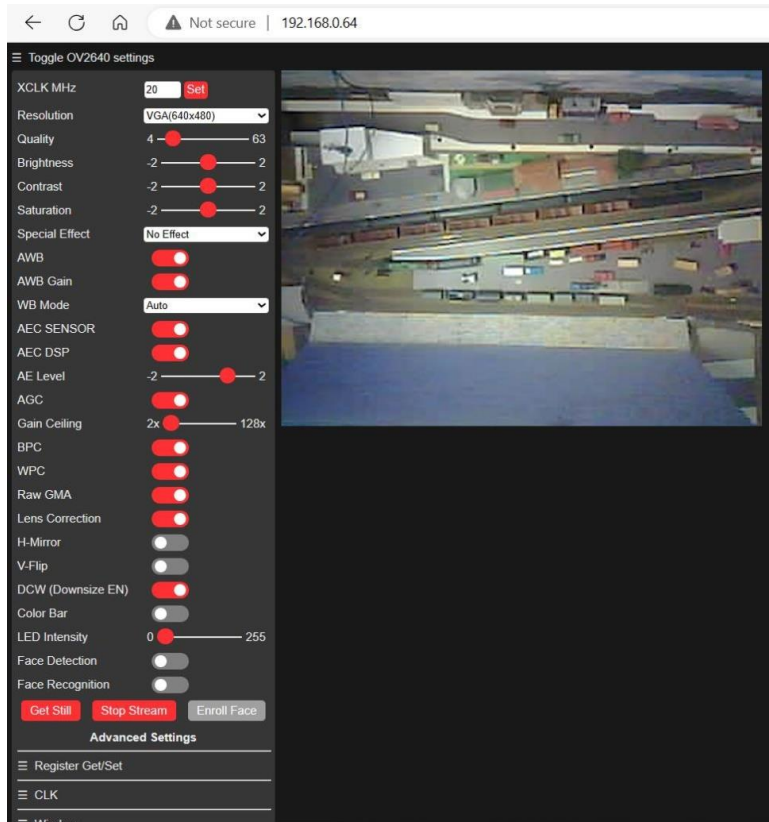 Not secure | 192.168.0.64
☰ Toggle OV2640 settings
XCLK MHz 20 Set
Resolution VGA(640x480)
Quality 4 63
Brightness -2 2
Contrast -2 2
Saturation -2 2
Special Effect No Effect
AWB
AWB Gain
WB Mode Auto
AEC SENSOR
AEC DSP
AE Level -2 2
AGC
Gain Ceiling 2x 128x
BPC
WPC
Raw GMA
Lens Correction
H-Mirror
V-Flip
DCW (Downsize EN)
Color Bar
LED Intensity 0 255
Face Detection
Face Recognition
Get Still Stop Stream Enroll Face
Advanced Settings
☰ Register Get/Set
☰ CLK